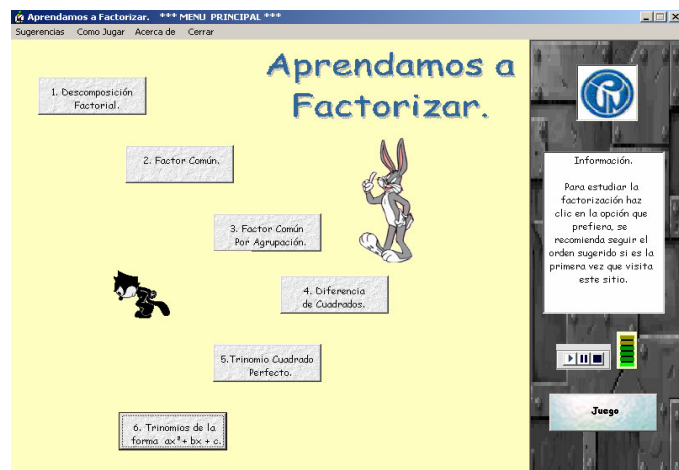 Aprendamos a Factorizar. *** MENU PRINCIPAL ***
Sugerencias Como Jugar Acerca de Cerrar
Aprendamos a
Factorizar.
1. Descomposición
Factorial.
2. Factor Común.
3. Factor Común
Por Agrupación.
4. Diferencia
de Cuadrados.
5.Trinomio Cuadrado
Perfecto.
6. Trinomios de la
forma ax²+ bx + c.
Información.
Para estudiar la
factorización haz
clic en la opción que
prefiera, se
recomienda seguir el
orden sugerido si es la
primera vez que visita
este sitio.
Juego